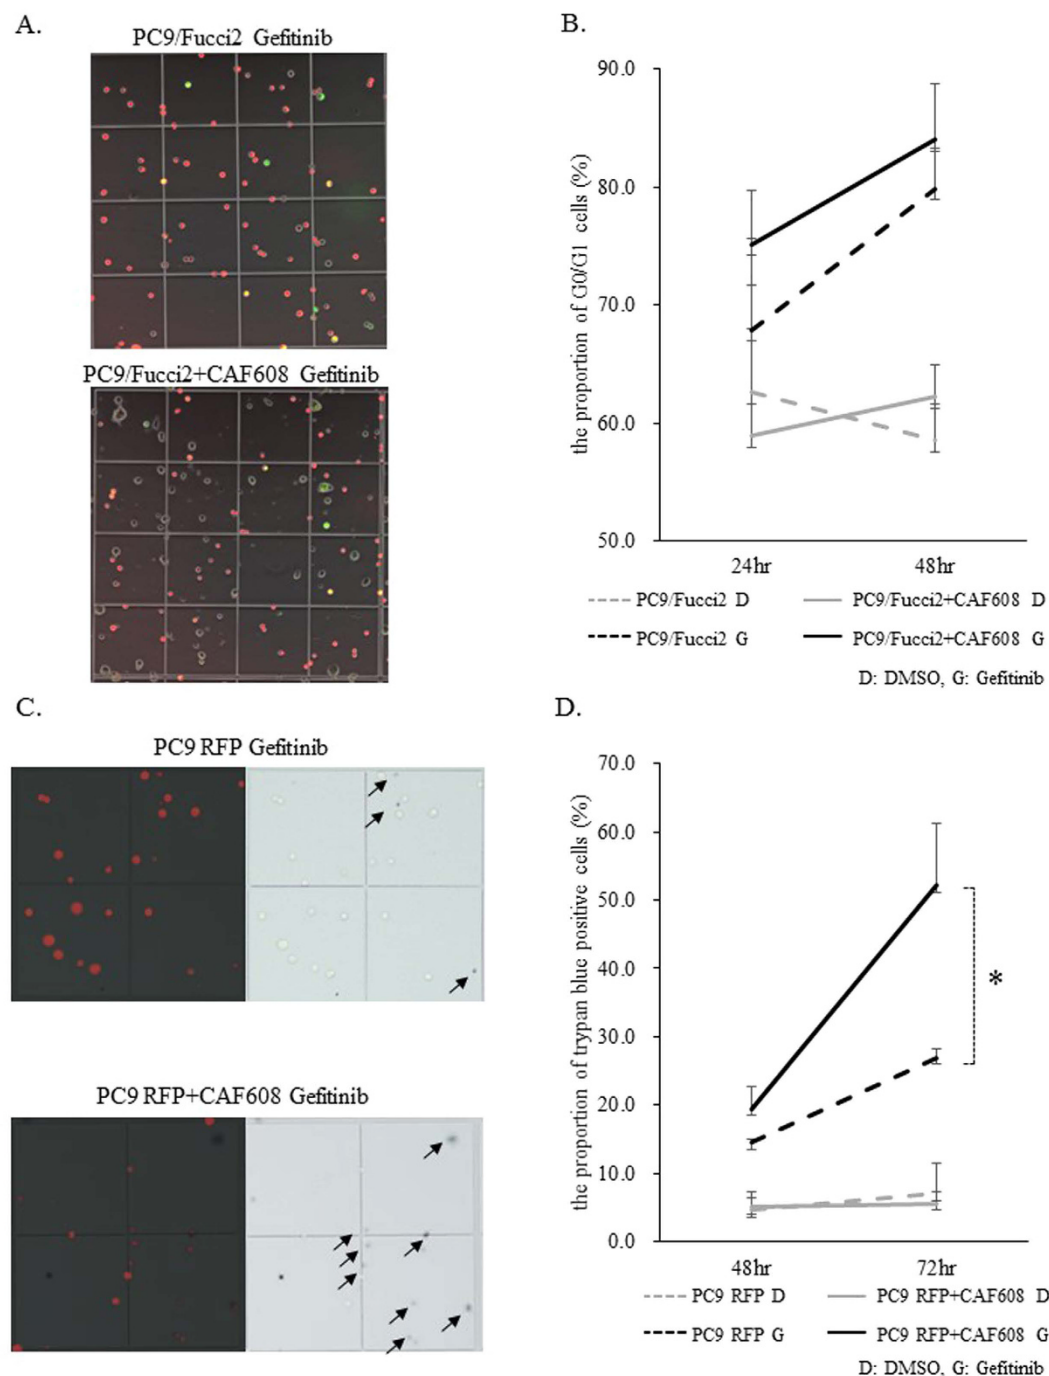 A.
PC9/Fucci2 Gefitinib
PC9/Fucci2+CAF608 Gefitinib
B.
the proportion of G0/G1 cells (%)
90.0
80.0
70.0
60.0
50.0
24hr 48hr
PC9/Fucci2 D PC9/Fucci2+CAF608 D
PC9/Fucci2 G PC9/Fucci2+CAF608 G
D: DMSO, G: Gefitinib
C.
PC9 RFP Gefitinib
PC9 RFP+CAF608 Gefitinib
D.
the proportion of trypan blue positive cells (%)
70.0
60.0
50.0
40.0
30.0
20.0
10.0
0.0
*
48hr 72hr
PC9 RFP D PC9 RFP+CAF608 D
PC9 RFP G PC9 RFP+CAF608 G
D: DMSO, G: Gefitinib